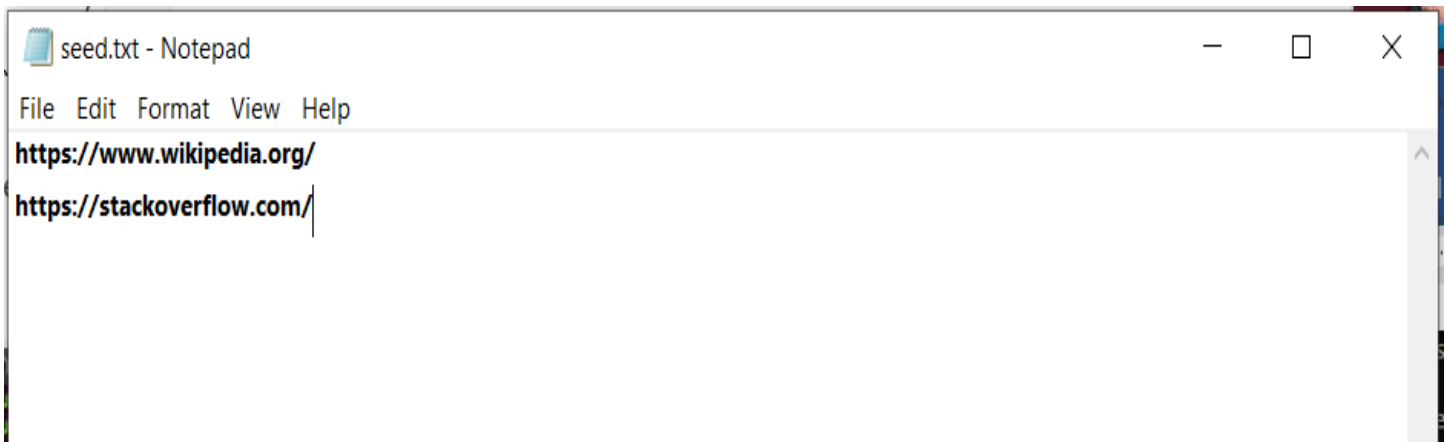 seed.txt - Notepad
File Edit Format View Help
https://www.wikipedia.org/
https://stackoverflow.com/